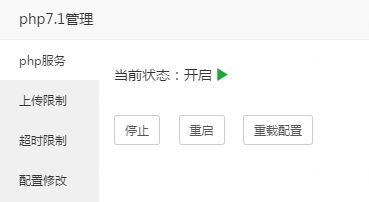 php7.1管理
php服务
上传限制
超时限制
配置修改
当前状态：开启
停止 重启 重载配置